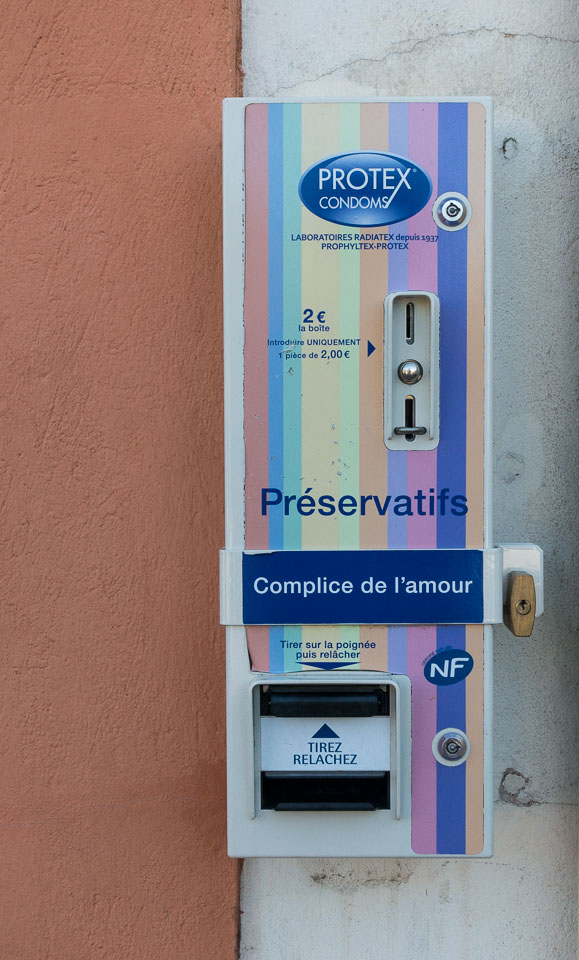 PROTEX®
CONDOMS
LABORATOIRES RADIATEX depuis 1937
PROPHYLTEX-PROTEX
2 €
la boîte
Introduire UNIQUEMENT
1 pièce de 2,00 €
Préservatifs
Complice de l'amour
Tirer sur la poignée
puis relâcher
NF
TIREZ
RELACHEZ